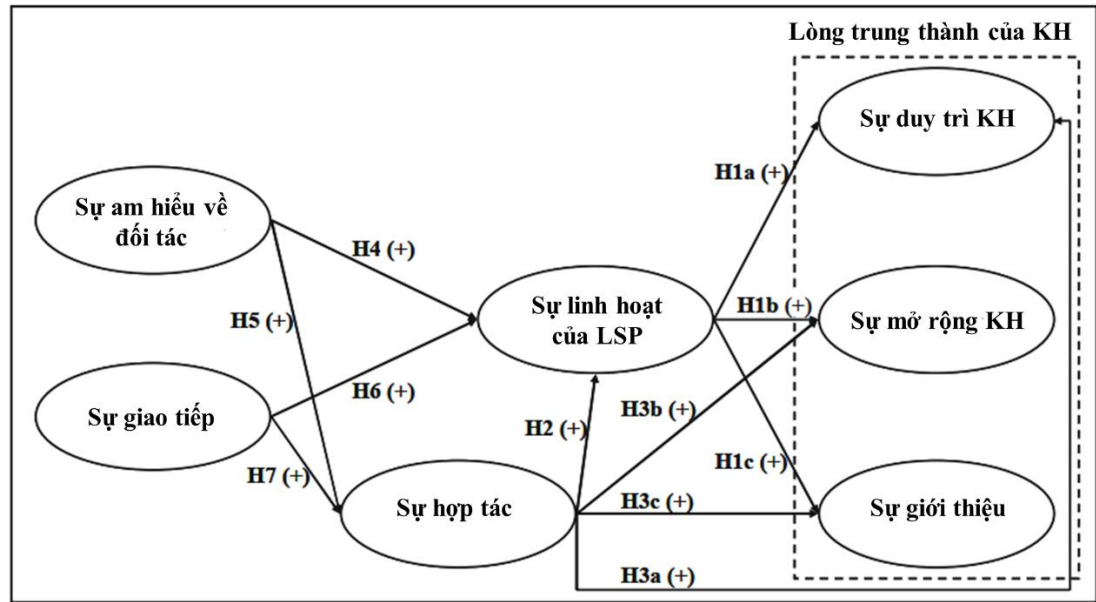 Lòng trung thành của KH
Sự duy trì KH
H1a (+)
Sự am hiểu về
đối tác
H4 (+)
H5 (+)
Sự linh hoạt
của LSP
H1b (+)
Sự mở rộng KH
H6 (+)
Sự giao tiếp
H3b (+)
H2 (+)
H7 (+)
H1c (+)
Sự hợp tác
H3c (+)
Sự giới thiệu
H3a (+)